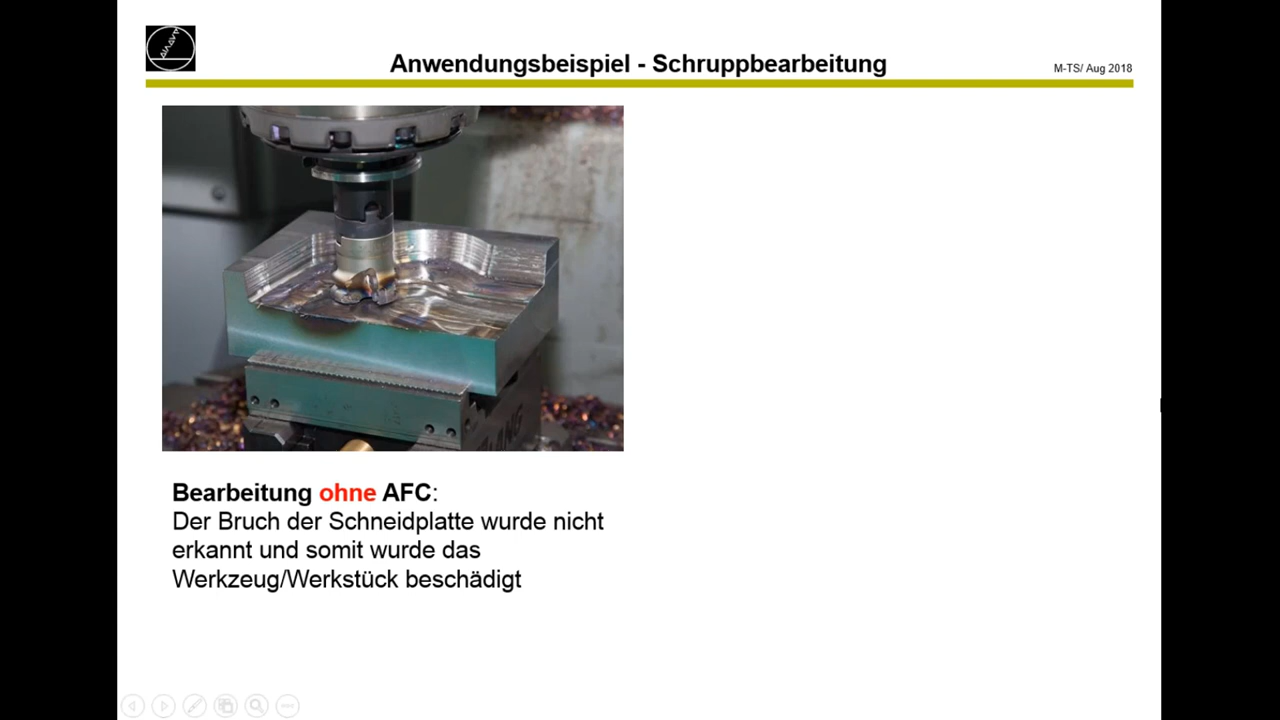 Anwendungsbeispiel - Schruppbearbeitung
M-TS/ Aug 2018
Bearbeitung ohne AFC:
Der Bruch der Schneidplatte wurde nicht
erkannt und somit wurde das
Werkzeug/Werkstück beschädigt